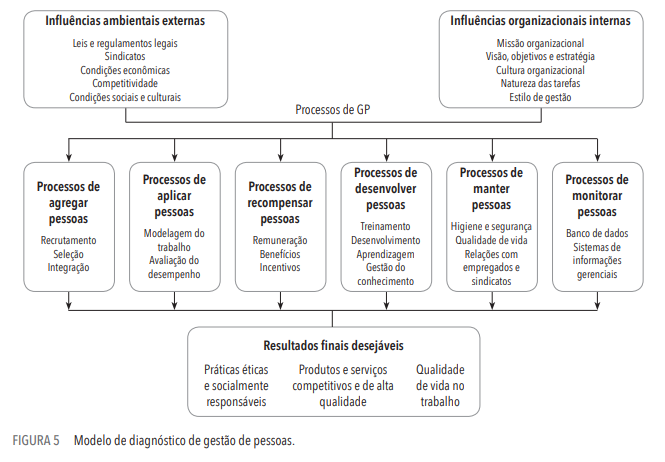 Influências ambientais externas
Leis e regulamentos legais
Sindicatos
Condições econômicas
Competitividade
Condições sociais e culturais
Influências organizacionais internas
Missão organizacional
Visão, objetivos e estratégia
Cultura organizacional
Natureza das tarefas
Estilo de gestão
Processos de GP
Processos de
agregar
pessoas
Recrutamento
Seleção
Integração
Processos de
aplicar
pessoas
Modelagem do
trabalho
Avaliação do
desempenho
Processos de
recompensar
pessoas
Remuneração
Benefícios
Incentivos
Processos de
desenvolver
pessoas
Treinamento
Desenvolvimento
Aprendizagem
Gestão do
conhecimento
Processos de
manter
pessoas
Higiene e segurança
Qualidade de vida
Relações com
empregados e
sindicatos
Processos de
monitorar
pessoas
Banco de dados
Sistemas de
informações
gerenciais
Resultados finais desejáveis
Práticas éticas
e socialmente
responsáveis
Produtos e serviços
competitivos e de alta
qualidade
Qualidade
de vida no
trabalho
FIGURA 5 Modelo de diagnóstico de gestão de pessoas.